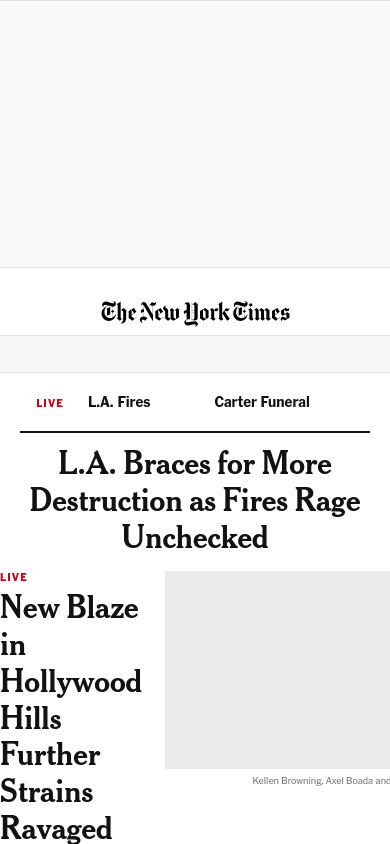 The New York Times
LIVE L.A. Fires Carter Funeral
L.A. Braces for More
Destruction as Fires Rage
Unchecked
LIVE
New Blaze
in
Hollywood
Hills
Further
Strains
Ravaged
Kellen Browning, Axel Boada and